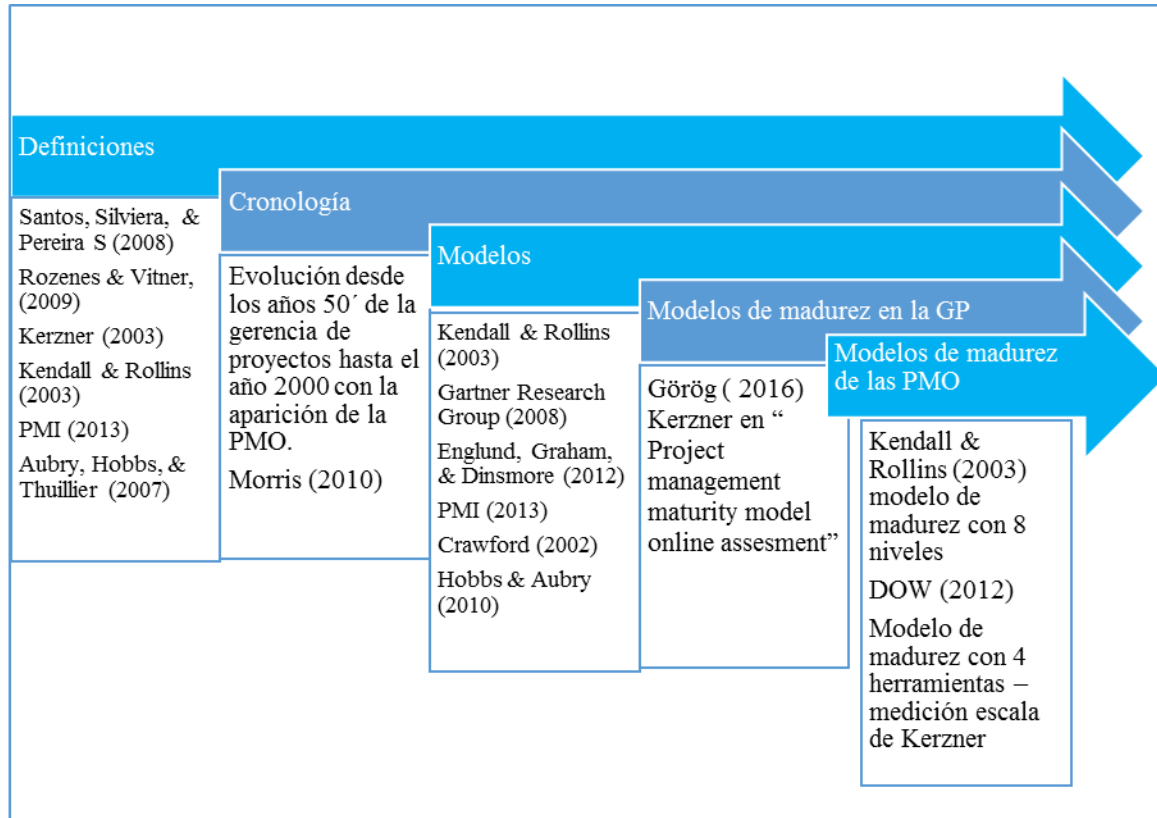 Definiciones
Santos, Silviera, &
Pereira S (2008)
Rozenes & Vitner,
(2009)
Kerzner (2003)
Kendall & Rollins
(2003)
PMI (2013)
Aubry, Hobbs, &
Thuillier (2007)
Cronología
Evolución desde
los años 50´ de la
gerencia de
proyectos hasta el
año 2000 con la
aparición de la
PMO.
Morris (2010)
Modelos
Kendall & Rollins
(2003)
Gartner Research
Group (2008)
Englund, Graham,
& Dinsmore (2012)
PMI (2013)
Crawford (2002)
Hobbs & Aubry
(2010)
Modelos de madurez en la GP
Görög ( 2016)
Kerzner en “
Project
management
maturity model
online assesment”
Modelos de madurez
de las PMO
Kendall &
Rollins (2003)
modelo de
madurez con 8
niveles
DOW (2012)
Modelo de
madurez con 4
herramientas –
medición escala
de Kerzner